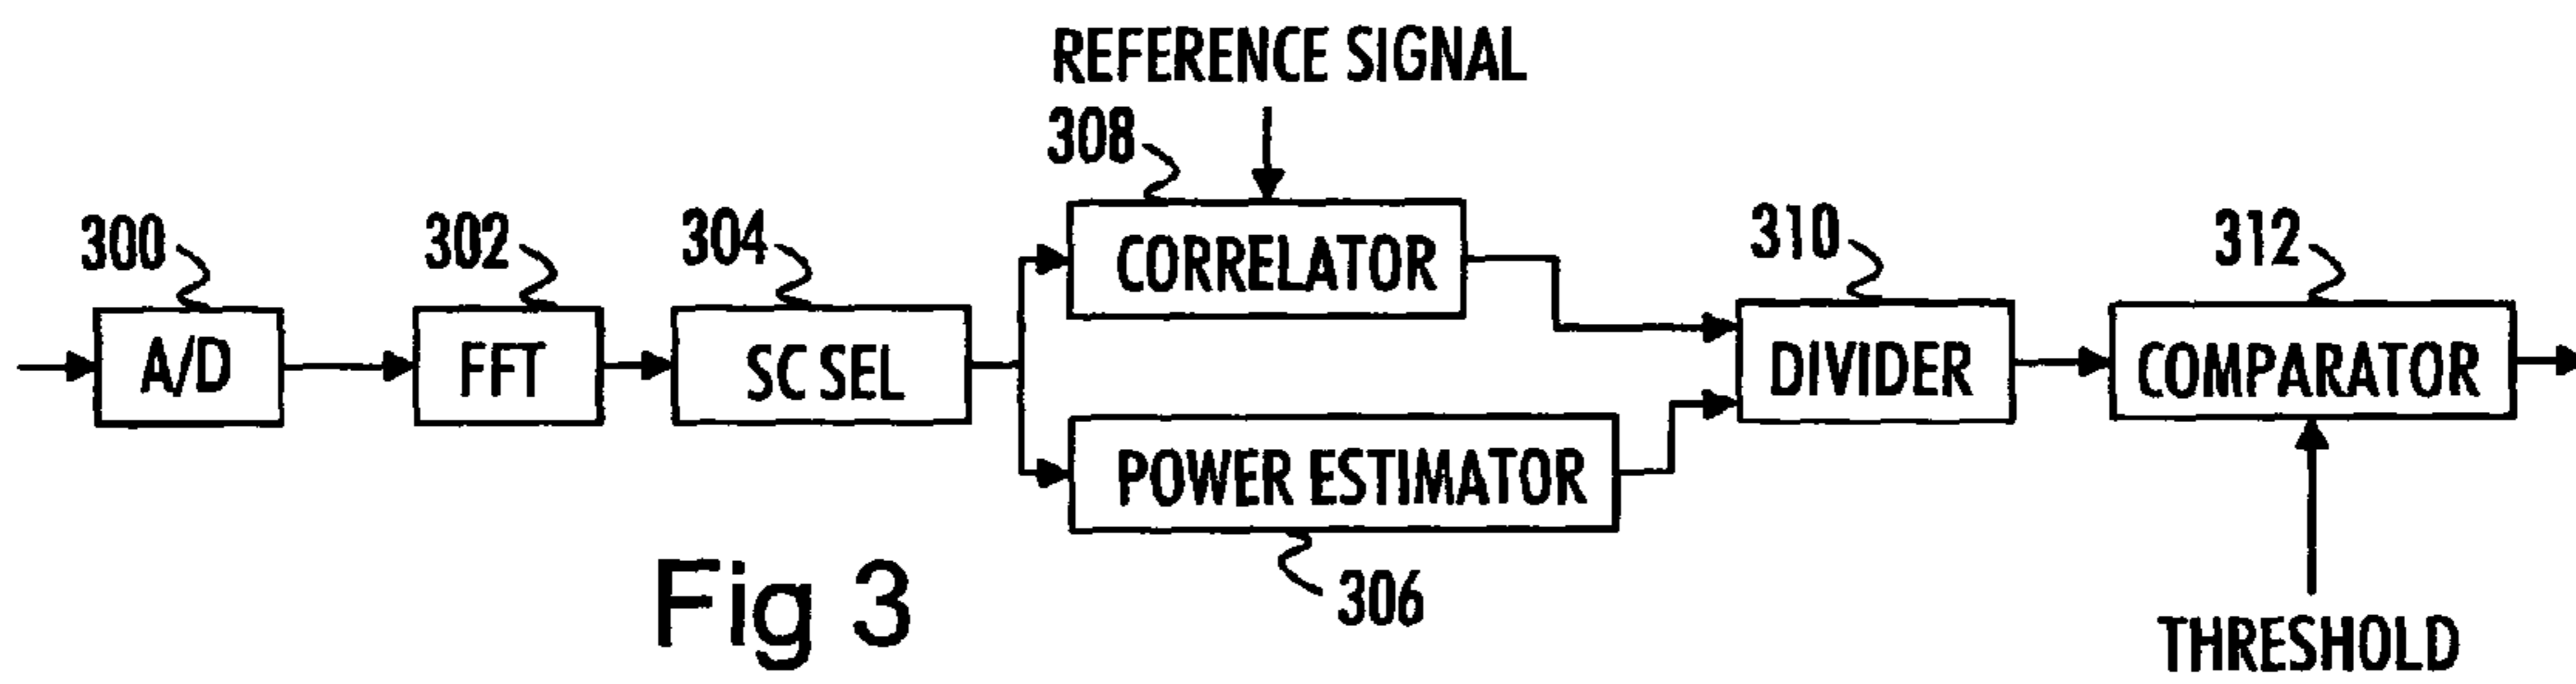 REFERENCE SIGNAL
308
300
302
304
310
312
CORRELATOR
A/D
FFT
SC SEL
DIVIDER
COMPARATOR
POWER ESTIMATOR
306
Fig 3
THRESHOLD